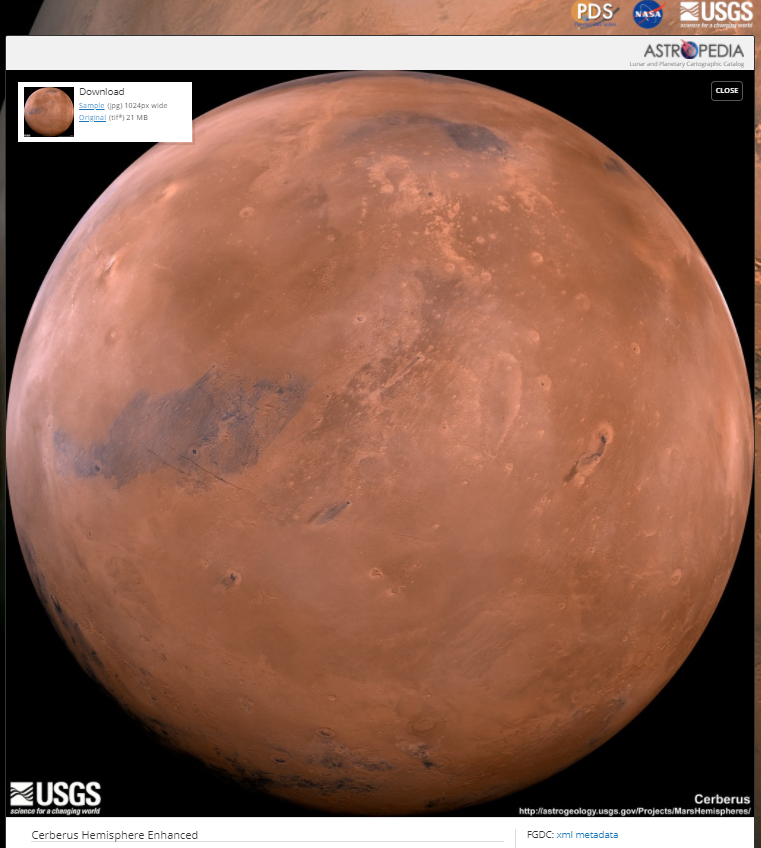 PDS
NASA
USGS
science for a changing world
ASTROPEDIA
Lunar and Planetary Cartographic Catalog
Download
Sample (jpg) 1024px wide
Original (tif*) 21 MB
CLOSE
USGS
science for a changing world
Cerberus
http://astrogeology.usgs.gov/Projects/MarsHemispheres/
Cerberus Hemisphere Enhanced
FGDC: xml metadata